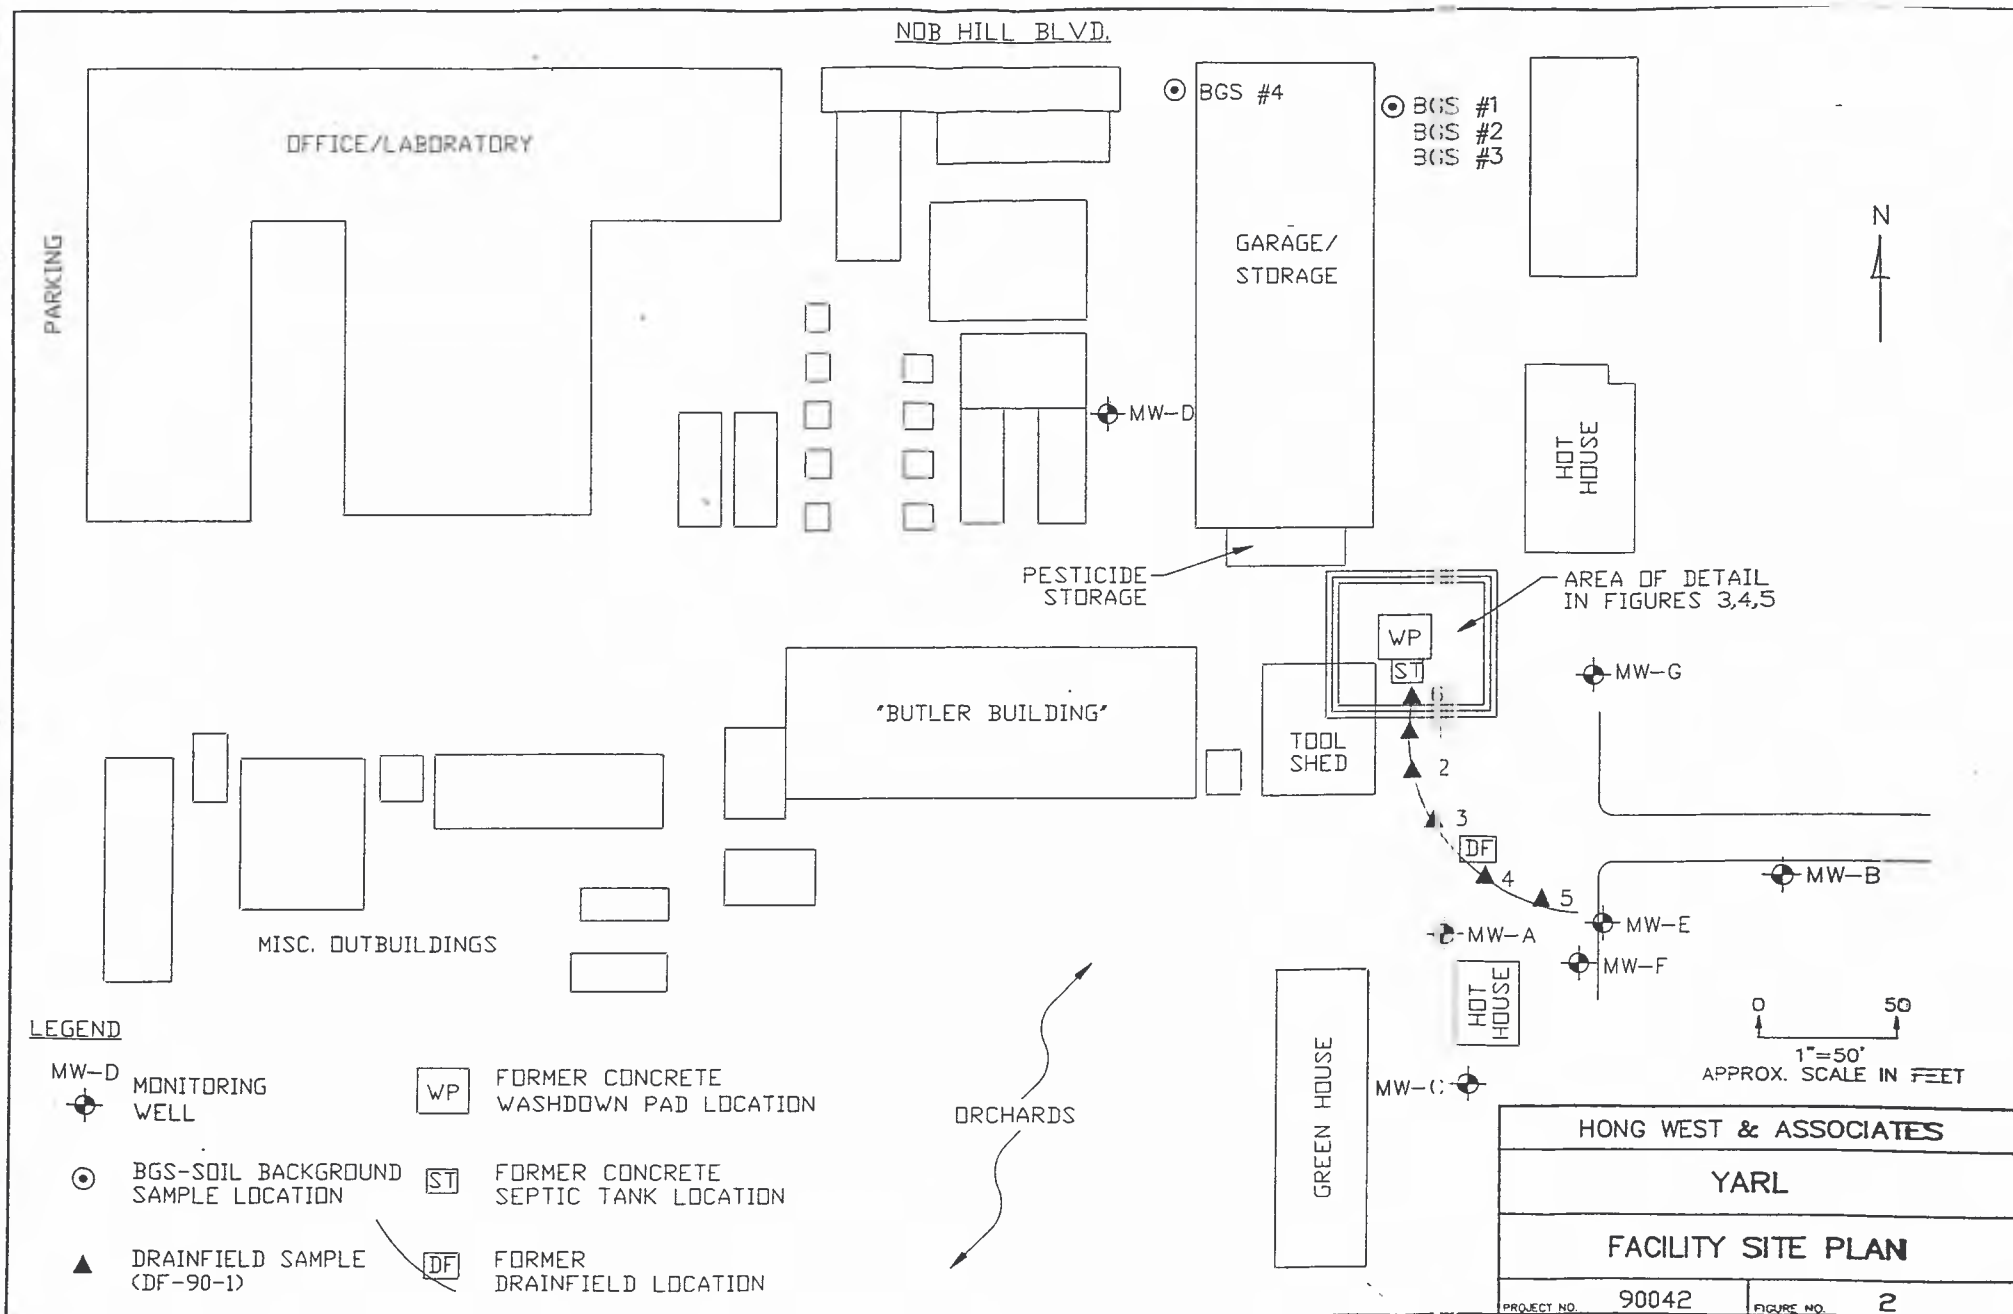 NOB HILL BLVD.
OFFICE/LABORATORY
PARKING
BGS #4
BGS #1
BGS #2
BGS #3
GARAGE/
STORAGE
N
MW-D
HOT
HOUSE
PESTICIDE
STORAGE
AREA OF DETAIL
IN FIGURES 3,4,5
WP
ST
6
MW-G
"BUTLER BUILDING"
TOOL
SHED
1
2
3
DF
4
5
MW-B
MW-E
MW-A
MW-F
MISC. OUTBUILDINGS
HOT
HOUSE
0 50
1"=50'
APPROX. SCALE IN FEET
GREEN HOUSE
MW-C
ORCHARDS
LEGEND
MW-D
MONITORING
WELL
WP
FORMER CONCRETE
WASHDOWN PAD LOCATION
BGS-SOIL BACKGROUND
SAMPLE LOCATION
ST
FORMER CONCRETE
SEPTIC TANK LOCATION
DRAINFIELD SAMPLE
(DF-90-1)
DF
FORMER
DRAINFIELD LOCATION
HONG WEST & ASSOCIATES
YARL
FACILITY SITE PLAN
PROJECT NO. 90042
FIGURE NO. 2